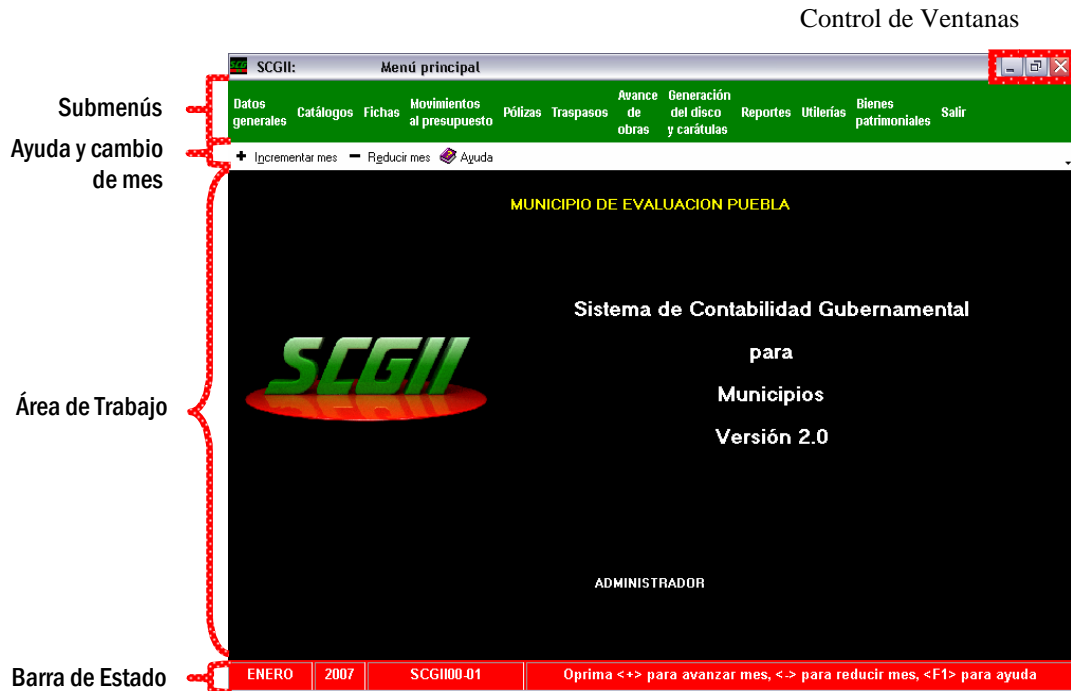 Control de Ventanas
SCG SCGII: Menú principal
Submenús
Datos generales Catálogos Fichas Movimientos al presupuesto Pólizas Traspasos Avance de obras Generación del disco y carátulas Reportes Utilerías Bienes patrimoniales Salir
Ayuda y cambio de mes
Incrementar mes Reducir mes Ayuda
MUNICIPIO DE EVALUACION PUEBLA
Sistema de Contabilidad Gubernamental
para
Municipios
Versión 2.0
SCGII
Área de Trabajo
ADMINISTRADOR
Barra de Estado
ENERO 2007 SCGII00-01 Oprima <+> para avanzar mes, <-> para reducir mes, <F1> para ayuda